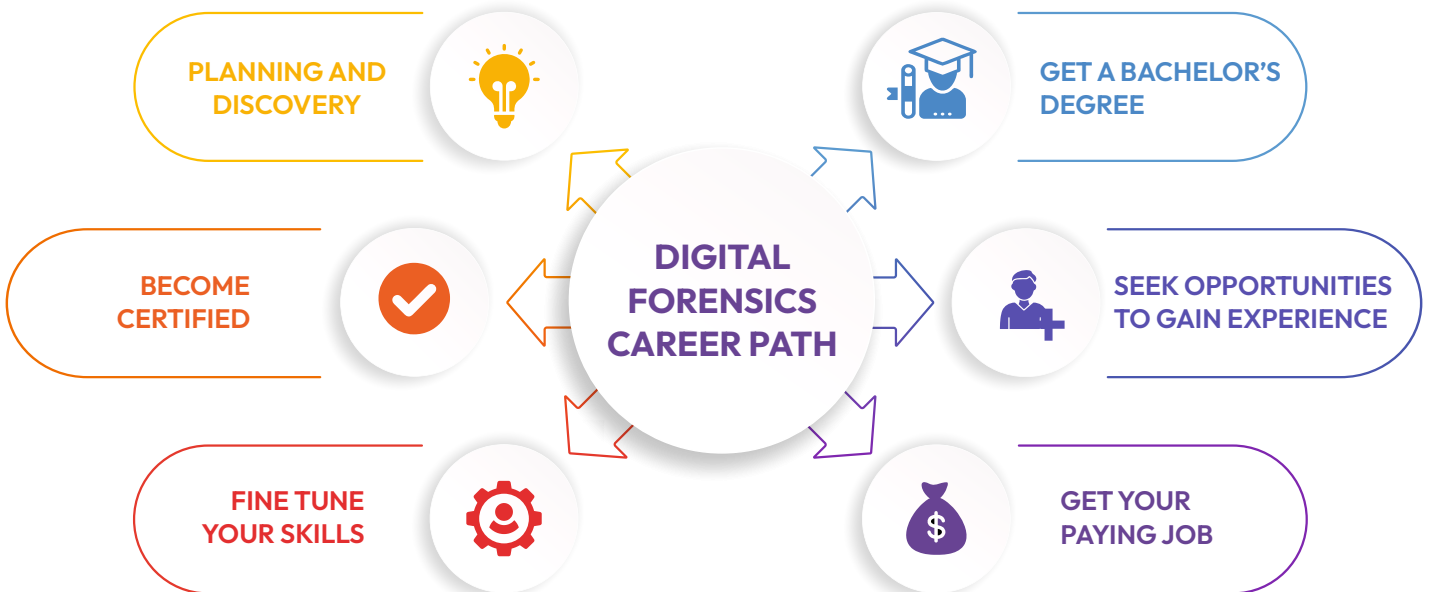 PLANNING AND
DISCOVERY
GET A BACHELOR’S
DEGREE
DIGITAL
FORENSICS
CAREER PATH
BECOME
CERTIFIED
SEEK OPPORTUNITIES
TO GAIN EXPERIENCE
FINE TUNE
YOUR SKILLS
$
GET YOUR
PAYING JOB